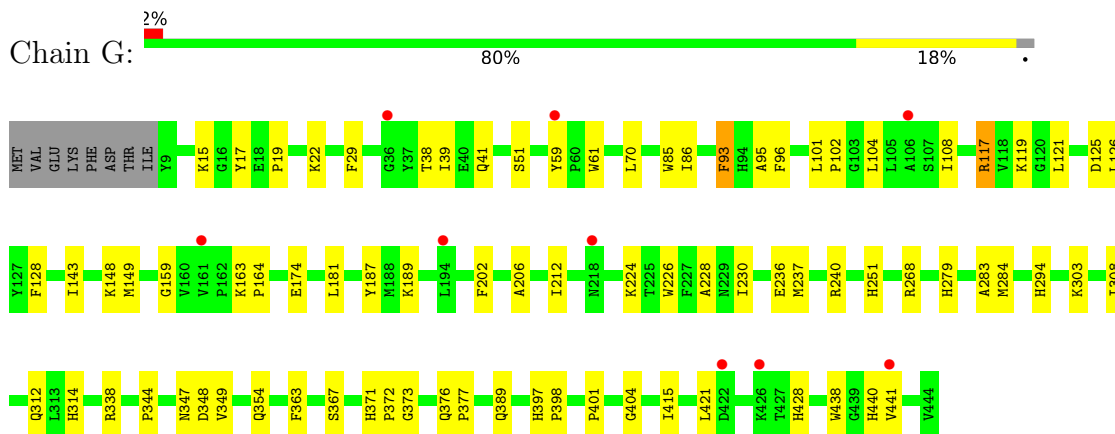 2%
Chain G:
80% 18% •
MET VAL GLU LYS PHE ASP THR ILE Y9 K15 G16 Y17 E18 P19 K22 F29 G36 Y37 T38 I39 E40 Q41 S51 Y59 P60 W61 L70 W85 I86 F93 H94 A95 F96 L101 P102 G103 L104 L105 A106 S107 I108 R117 V118 K119 G120 L121 D125 L126
Y127 F128 I143 K148 M149 G159 V160 V161 P162 K163 P164 E174 L181 Y187 M188 K189 L194 F202 A206 I212 N218 K224 T225 W226 F227 A228 N229 I230 E236 M237 R240 H251 R268 H279 A283 M284 H294 K303 I308
Q312 L313 H314 R338 P344 N347 D348 V349 Q354 F363 S367 H371 P372 G373 Q376 P377 Q389 H397 P398 P401 G404 I415 L421 D422 K426 T427 H428 W438 G439 H440 V441 V444